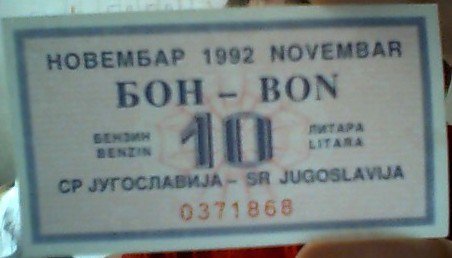 НОВЕМБАР 1992 NOVEMBAR
БОН - BON
БЕНЗИН 10 ЛИТАРА
BENZIN LITARA
СР ЈУГОСЛАВИЈА - SR JUGOSLAVIJA
0371868